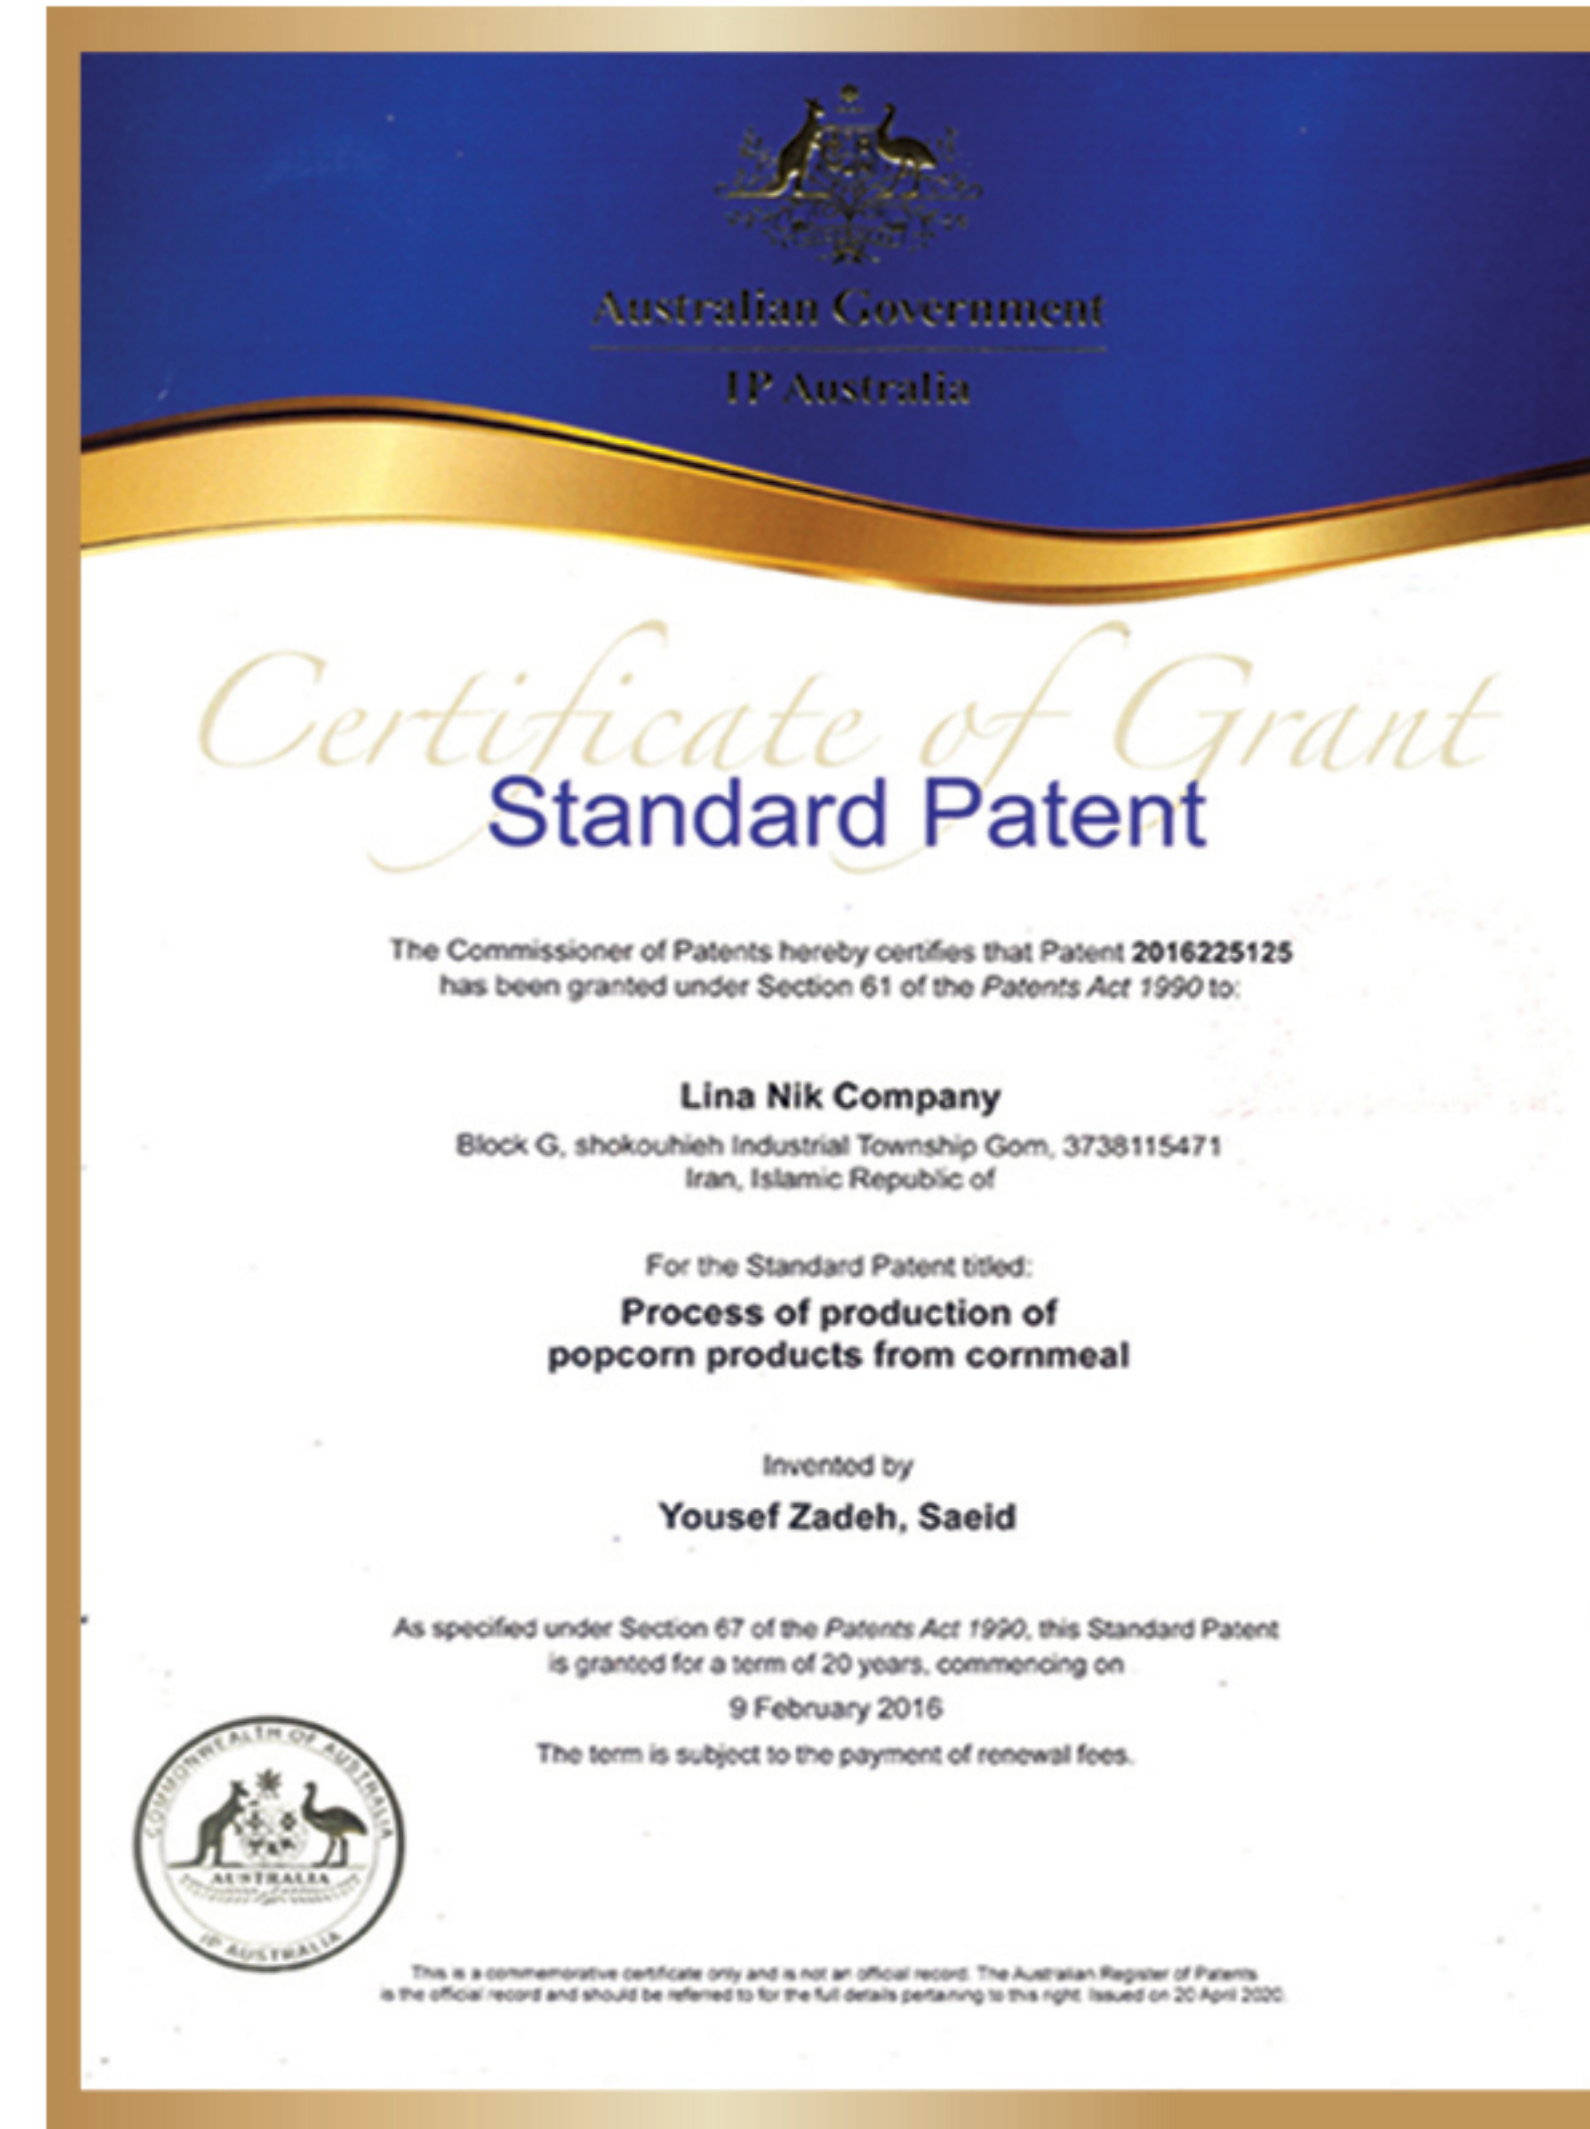 Australian Government
IP Australia
Certificate of Grant
Standard Patent
The Commissioner of Patents hereby certifies that Patent 2016225125
has been granted under Section 61 of the Patents Act 1990 to:
Lina Nik Company
Block G, shokouhieh Industrial Township Gom, 3738115471
Iran, Islamic Republic of
For the Standard Patent titled:
Process of production of
popcorn products from cornmeal
Invented by
Yousef Zadeh, Saeid
As specified under Section 67 of the Patents Act 1990, this Standard Patent
is granted for a term of 20 years, commencing on
9 February 2016
The term is subject to the payment of renewal fees.
COMMONWEALTH OF AUSTRALIA
AUSTRALIA
IP AUSTRALIA
This is a commemorative certificate only and is not an official record. The Australian Register of Patents
is the official record and should be referred to for the full details pertaining to this right. Issued on 20 April 2020.